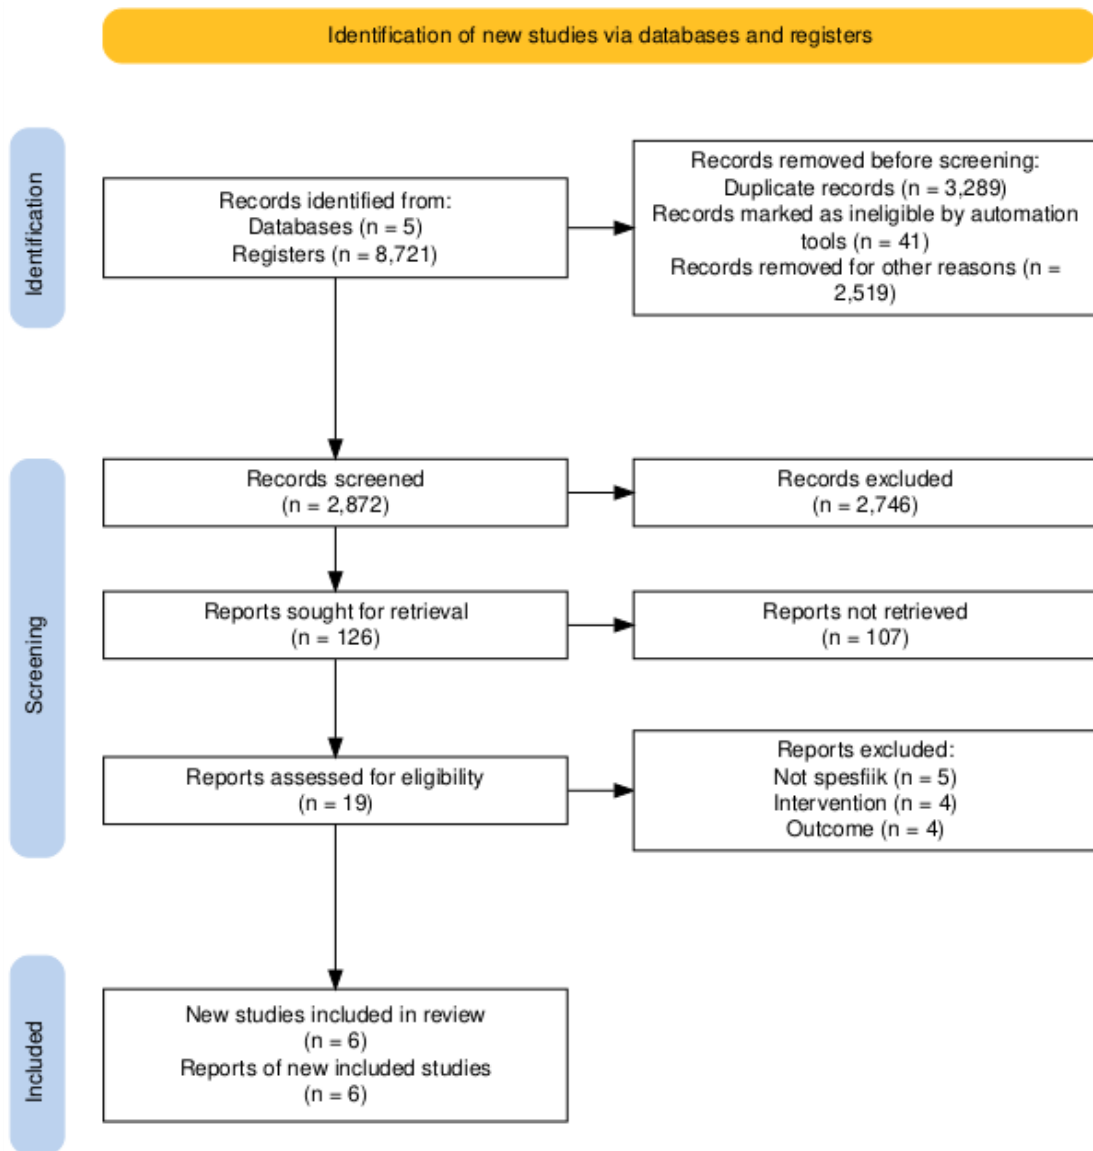 Identification of new studies via databases and registers
Identification
Records identified from:
Databases (n = 5)
Registers (n = 8,721)
Records removed before screening:
Duplicate records (n = 3,289)
Records marked as ineligible by automation
tools (n = 41)
Records removed for other reasons (n =
2,519)
Screening
Records screened
(n = 2,872)
Records excluded
(n = 2,746)
Reports sought for retrieval
(n = 126)
Reports not retrieved
(n = 107)
Reports assessed for eligibility
(n = 19)
Reports excluded:
Not spesfiik (n = 5)
Intervention (n = 4)
Outcome (n = 4)
Included
New studies included in review
(n = 6)
Reports of new included studies
(n = 6)